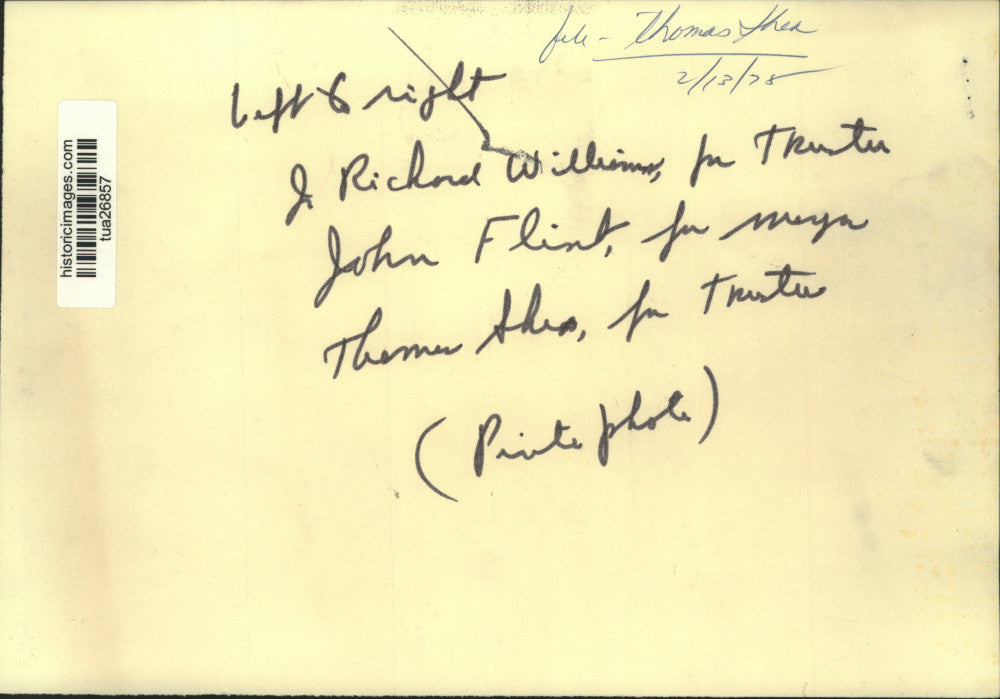 file - Thomas Shea
2/13/75
left to right
J. Richard Williams, for Trustee
John Flint, for mayor
Thomas Shea, for Trustee
(Pirate photo)
historicimages.com
tua26857